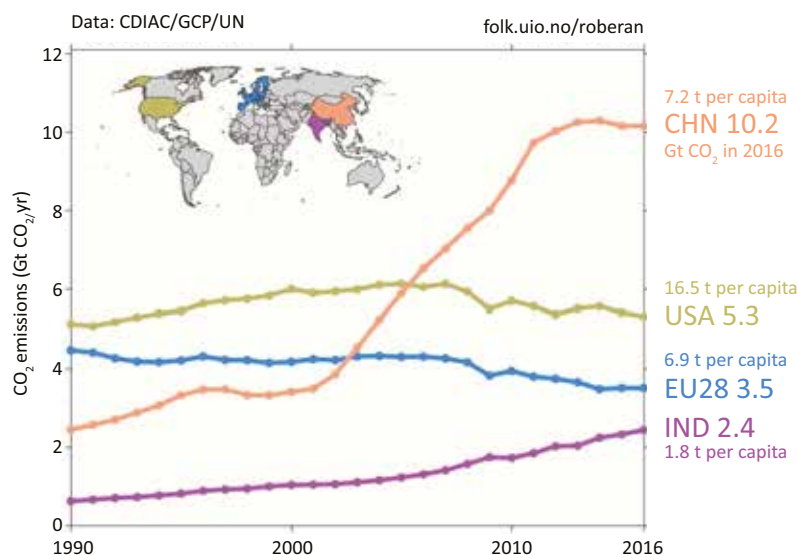 Data: CDIAC/GCP/UN
folk.uio.no/roberan
12
10
8
6
4
2
0
CO₂ emissions (Gt CO₂/yr)
1990
2000
2010
2016
7.2 t per capita
CHN 10.2
Gt CO₂ in 2016
16.5 t per capita
USA 5.3
6.9 t per capita
EU28 3.5
IND 2.4
1.8 t per capita